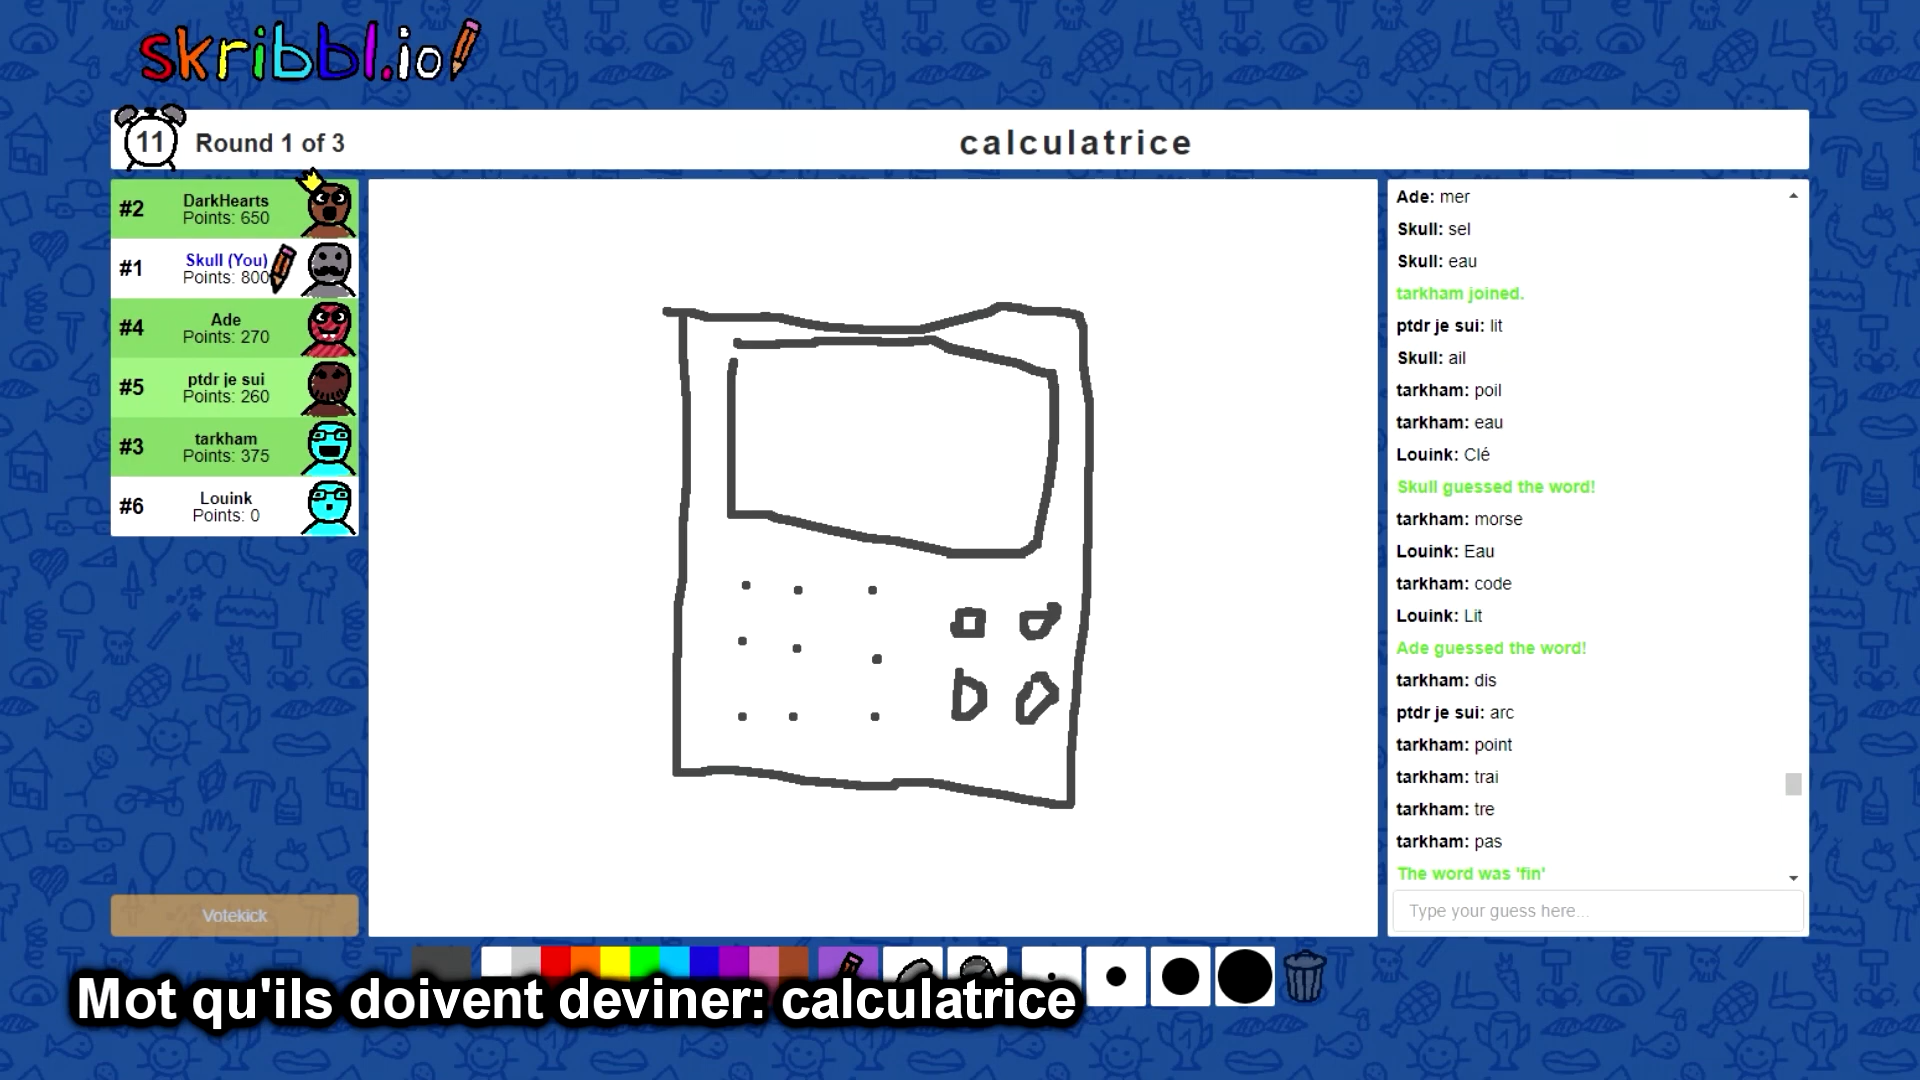 skribbl.io
11
Round 1 of 3
calculatrice
#2
DarkHearts
Points: 650
#1
Skull (You)
Points: 800
#4
Ade
Points: 270
#5
ptdr je sui
Points: 260
#3
tarkham
Points: 375
#6
Louink
Points: 0
Votekick
Ade: mer
Skull: sel
Skull: eau
tarkham joined.
ptdr je sui: lit
Skull: ail
tarkham: poil
tarkham: eau
Louink: Clé
Skull guessed the word!
tarkham: morse
Louink: Eau
tarkham: code
Louink: Lit
Ade guessed the word!
tarkham: dis
ptdr je sui: arc
tarkham: point
tarkham: trai
tarkham: tre
tarkham: pas
The word was 'fin'
Type your guess here...
Mot qu'ils doivent deviner: calculatrice